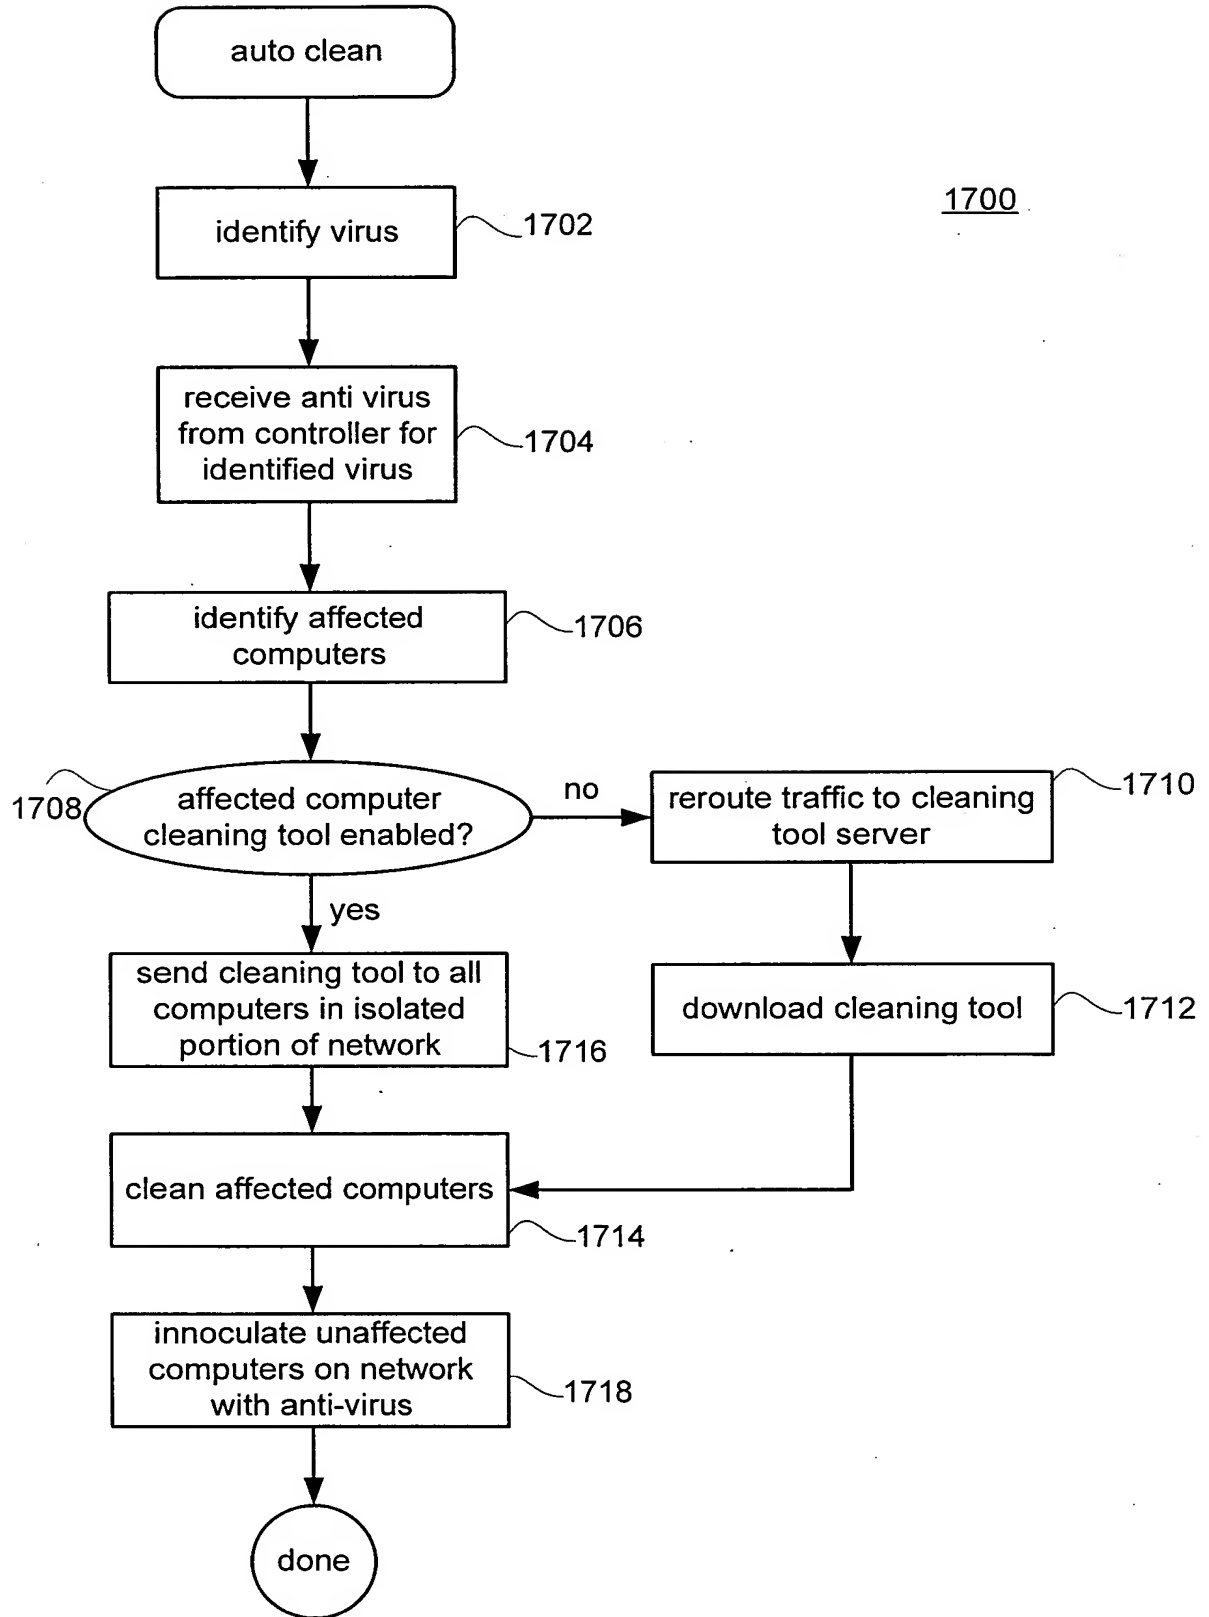 auto clean
1700
identify virus
1702
receive anti virus
from controller for
identified virus
1704
identify affected
computers
1706
1708
affected computer
cleaning tool enabled?
no
reroute traffic to cleaning
tool server
1710
yes
send cleaning tool to all
computers in isolated
portion of network
1716
download cleaning tool
1712
clean affected computers
1714
innoculate unaffected
computers on network
with anti-virus
1718
done